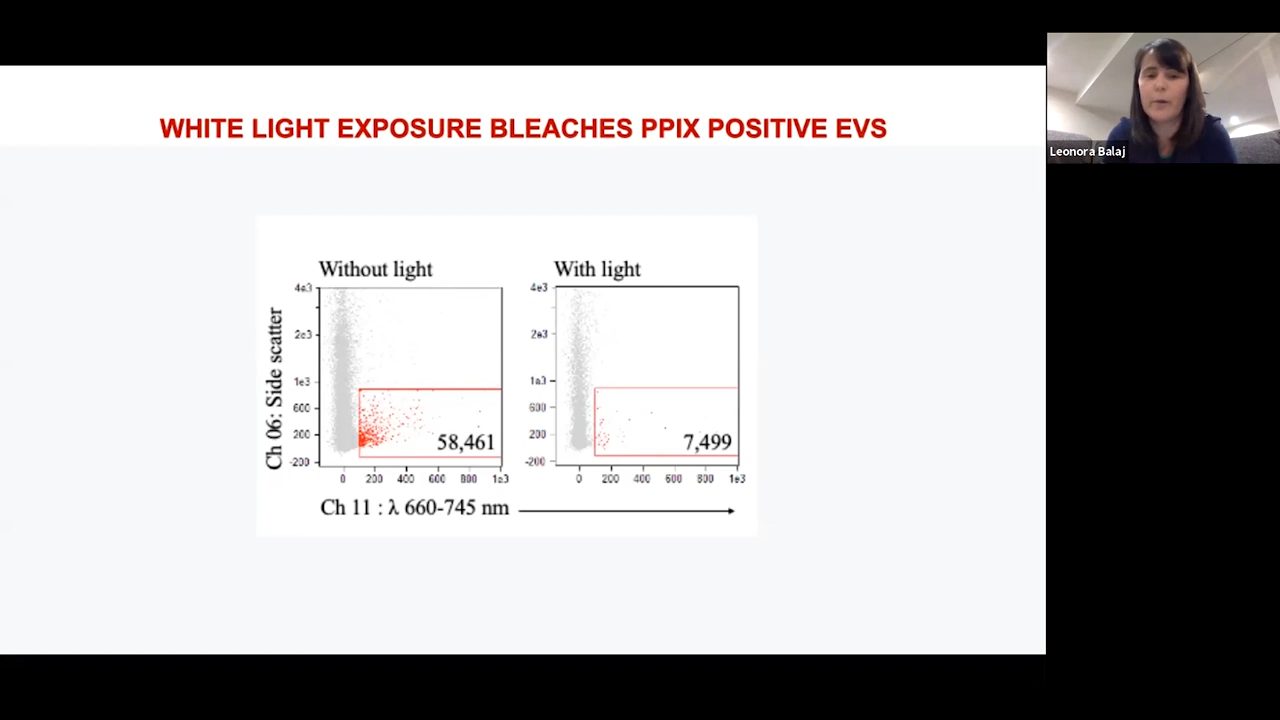 WHITE LIGHT EXPOSURE BLEACHES PPIX POSITIVE EVS
Leonora Balaj
Without light
With light
Ch 06: Side scatter
4e3
2e3
1e3
600
200
-200
58,461
0 200 400 600 800 1e3
4e3
2e3
1e3
600
200
-200
7,499
0 200 400 600 800 1e3
Ch 11 : λ 660-745 nm